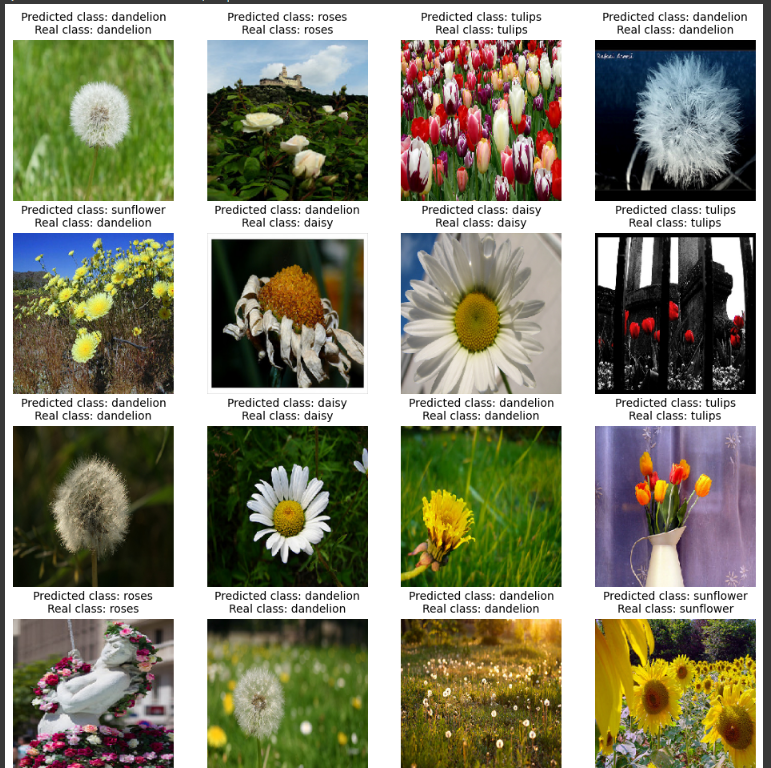 Predicted class: dandelion Predicted class: roses Predicted class: tulips Predicted class: dandelion
Real class: dandelion Real class: roses Real class: tulips Real class: dandelion
Predicted class: sunflower Predicted class: dandelion Predicted class: daisy Predicted class: tulips
Real class: dandelion Real class: daisy Real class: daisy Real class: tulips
Predicted class: dandelion Predicted class: daisy Predicted class: dandelion Predicted class: tulips
Real class: dandelion Real class: daisy Real class: dandelion Real class: tulips
Predicted class: roses Predicted class: dandelion Predicted class: dandelion Predicted class: sunflower
Real class: roses Real class: dandelion Real class: dandelion Real class: sunflower